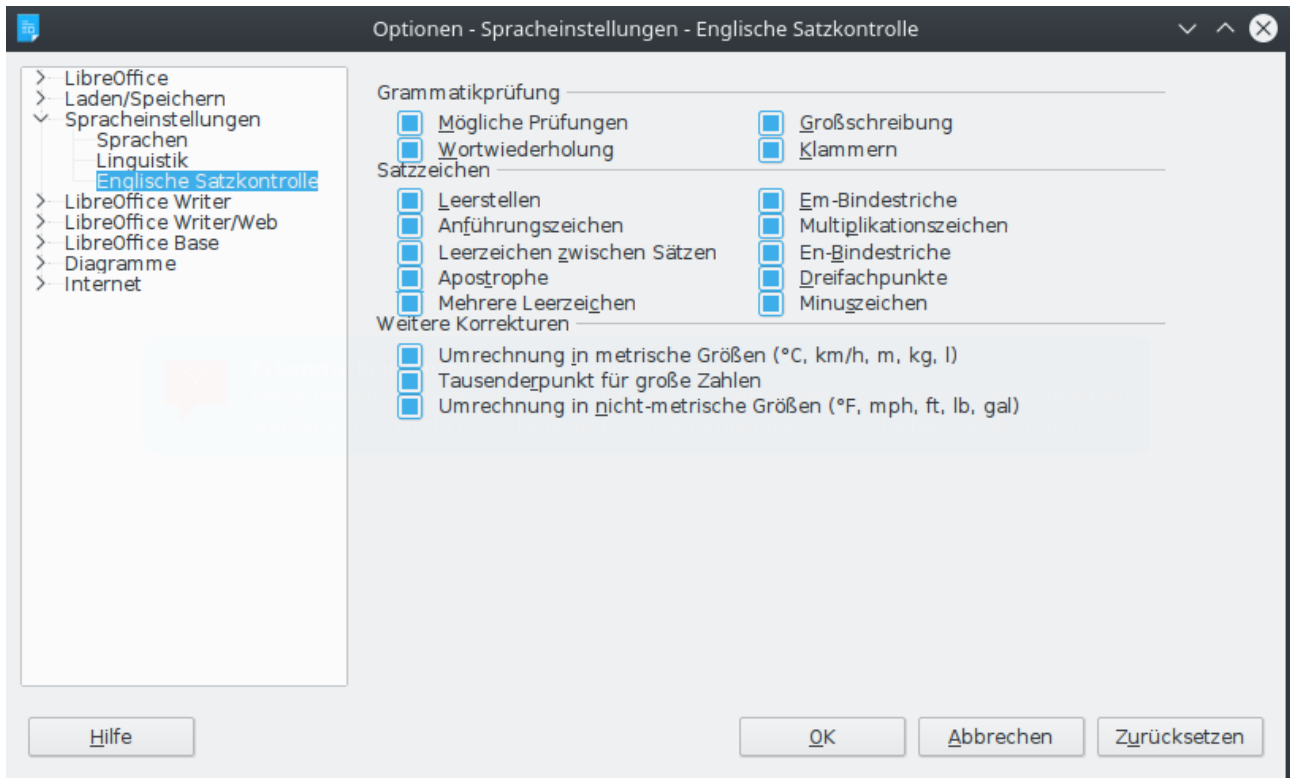 Optionen - Spracheinstellungen - Englische Satzkontrolle
LibreOffice
Laden/Speichern
Spracheinstellungen
Sprachen
Linguistik
Englische Satzkontrolle
LibreOffice Writer
LibreOffice Writer/Web
LibreOffice Base
Diagramme
Internet
Grammatikprüfung
Mögliche Prüfungen
Großschreibung
Wortwiederholung
Klammern
Satzzeichen
Leerstellen
Em-Bindestriche
Anführungszeichen
Multiplikationszeichen
Leerzeichen zwischen Sätzen
En-Bindestriche
Apostrophe
Dreifachpunkte
Mehrere Leerzeichen
Minuszeichen
Weitere Korrekturen
Umrechnung in metrische Größen (°C, km/h, m, kg, l)
Tausenderpunkt für große Zahlen
Umrechnung in nicht-metrische Größen (°F, mph, ft, lb, gal)
Hilfe
OK
Abbrechen
Zurücksetzen